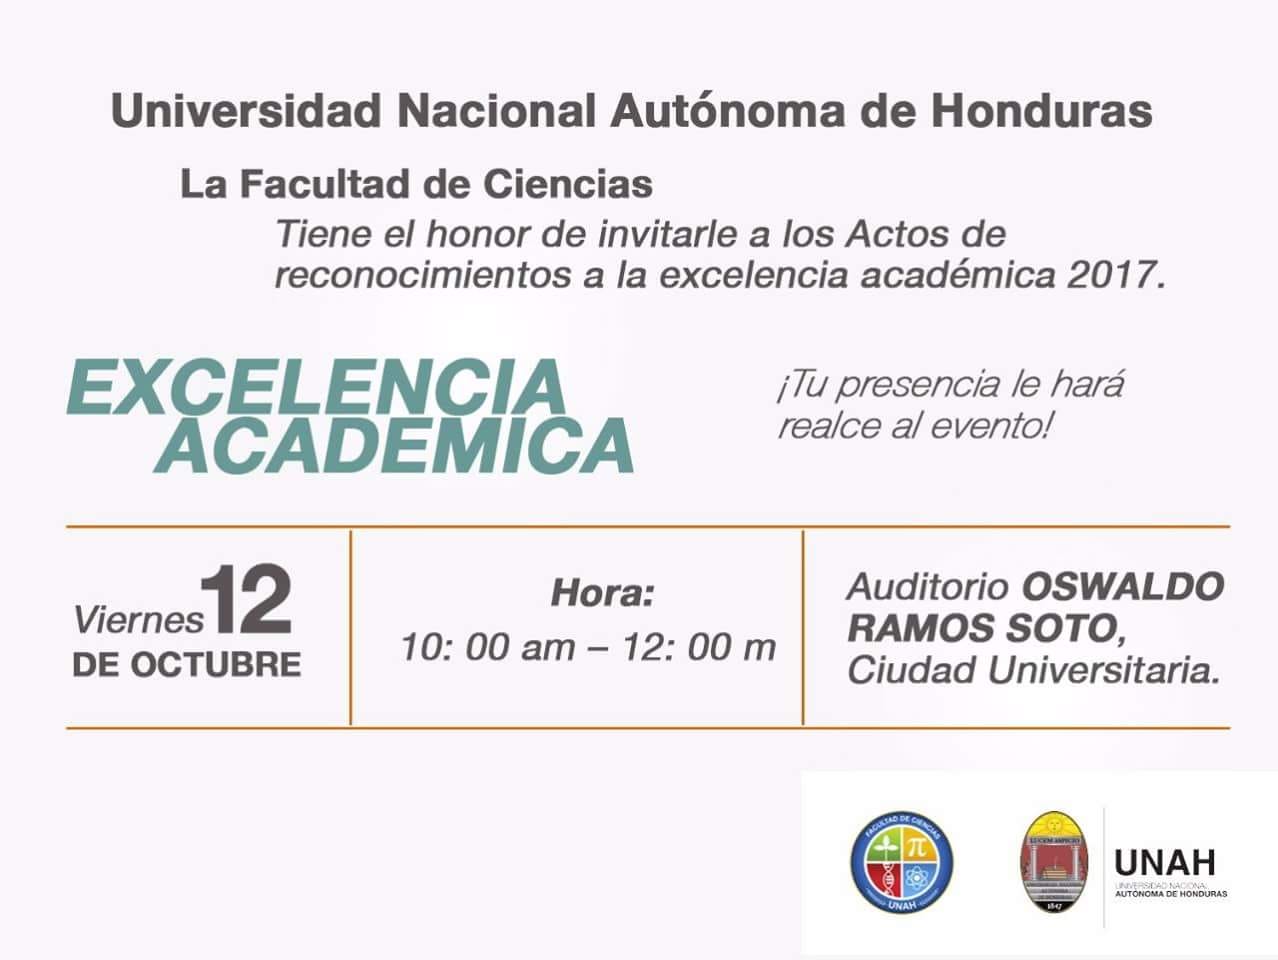 Universidad Nacional Autónoma de Honduras
La Facultad de Ciencias
Tiene el honor de invitarle a los Actos de
reconocimientos a la excelencia académica 2017.
EXCELENCIA
ACADEMICA
¡Tu presencia le hará
realce al evento!
Viernes 12
DE OCTUBRE
Hora:
10: 00 am – 12: 00 m
Auditorio OSWALDO
RAMOS SOTO,
Ciudad Universitaria.
FACULTAD DE CIENCIAS
π
UNAH
LUCEM ASPICIO
1847
UNAH
UNIVERSIDAD NACIONAL
AUTÓNOMA DE HONDURAS